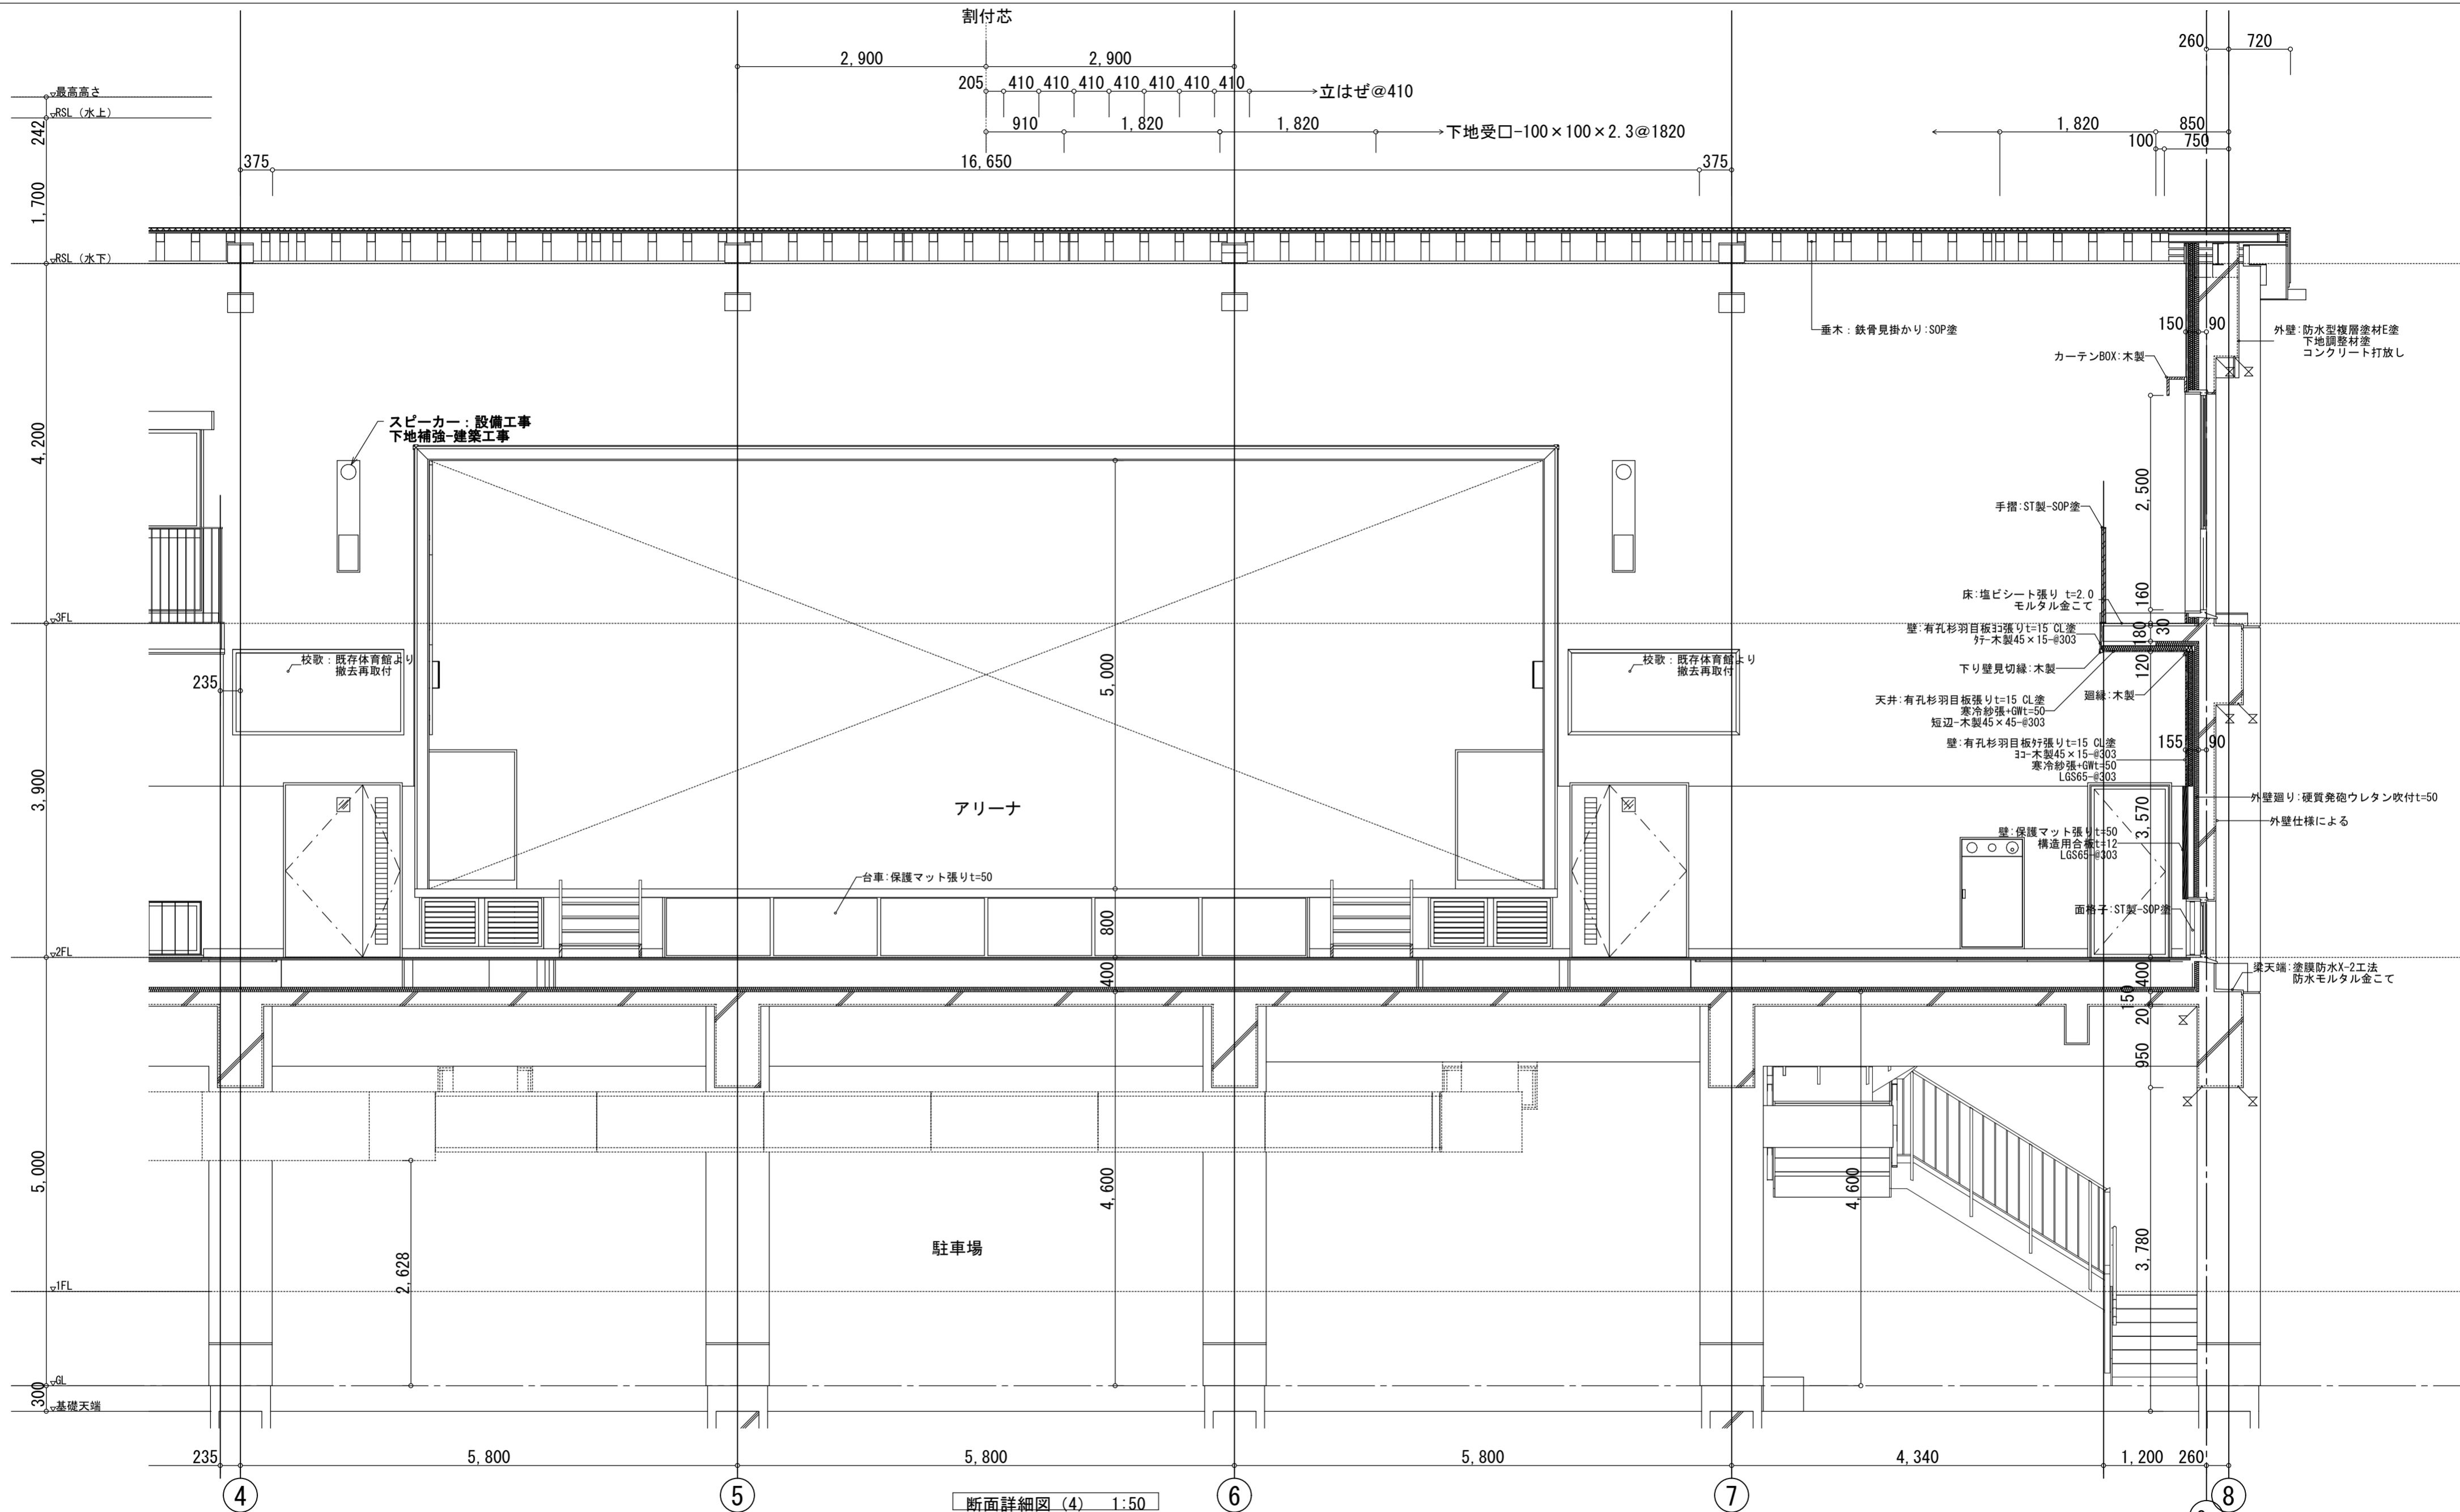 割付芯
2,900
2,900
260
720
205
410
410
410
410
410
410
410
立はぜ@410
910
1,820
1,820
下地受口-100×100×2.3@1820
1,820
850
100
750
375
16,650
375
▽最高高さ
▽RSL (水上)
242
1,700
▽RSL (水下)
4,200
▽3FL
3,900
▽2FL
5,000
▽1FL
▽GL
300
▽基礎天端
垂木：鉄骨見掛かり:SOP塗
150
90
外壁:防水型複層塗材E塗
下地調整材塗
コンクリート打放し
カーテンBOX:木製
スピーカー：設備工事
下地補強-建築工事
2,500
手摺:ST製-SOP塗
160
床:塩ビシート張り t=2.0
モルタル金こて
30
180
壁:有孔杉羽目板ﾖｺ張りt=15 CL塗
ﾀﾃ-木製45×15-@303
120
下り壁見切縁:木製
廻縁:木製
天井:有孔杉羽目板張りt=15 CL塗
寒冷紗張+GWt=50
短辺-木製45×45-@303
壁:有孔杉羽目板ﾀﾃ張りt=15 CL塗
ﾖｺ-木製45×15-@303
寒冷紗張+GWt=50
LGS65-@303
155
90
校歌：既存体育館より
撤去再取付
235
5,000
校歌：既存体育館より
撤去再取付
アリーナ
外壁廻り:硬質発砲ウレタン吹付t=50
外壁仕様による
3,570
壁:保護マット張りt=50
構造用合板t=12
LGS65-@303
台車:保護マット張りt=50
面格子:ST製-SOP塗
800
400
400
150
20
950
梁天端:塗膜防水X-2工法
防水モルタル金こて
4,600
4,600
3,780
2,628
駐車場
235
5,800
5,800
5,800
4,340
1,200
260
4
5
6
7
8
断面詳細図 (4) 1:50